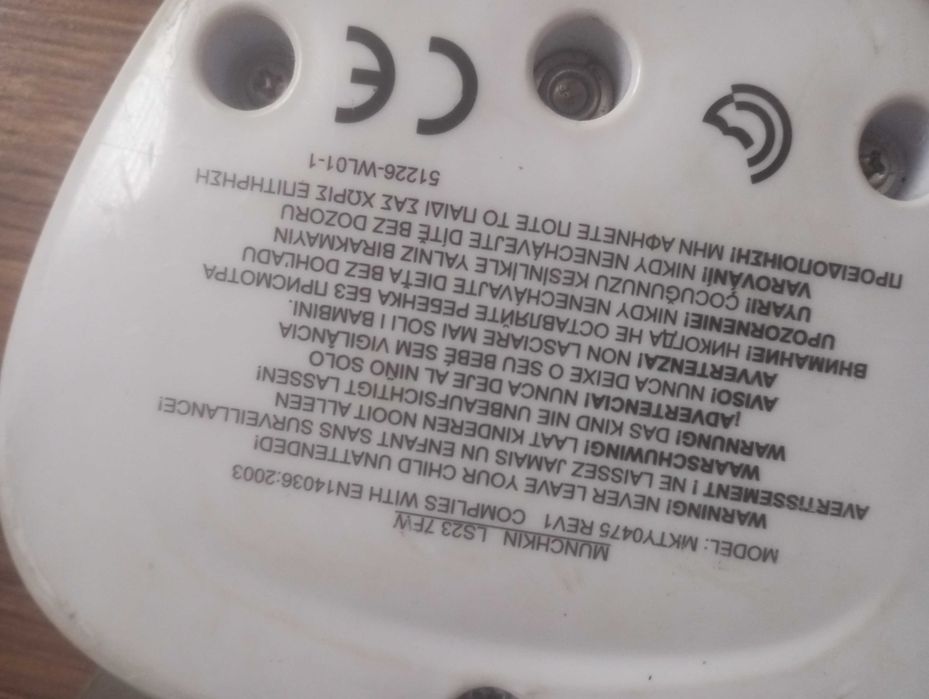 MUNCHKIN LS23 7FW
MODEL: MKTY0475 REV1 COMPLIES WITH EN14036:2003
WARNING! NEVER LEAVE YOUR CHILD UNATTENDED!
AVERTISSEMENT ! NE LAISSEZ JAMAIS UN ENFANT SANS SURVEILLANCE!
WAARSCHUWING! LAAT KINDEREN NOOIT ALLEEN
WARNUNG! DAS KIND NIE UNBEAUFSICHTIGT LASSEN!
¡ADVERTENCIA! NUNCA DEJE AL NIÑO SOLO
AVISO! NUNCA DEIXE O SEU BEBÉ SEM VIGILÂNCIA
AVVERTENZA! NON LASCIARE MAI SOLI I BAMBINI.
ВНИМАНИЕ! НИКОГДА НЕ ОСТАВЛЯЙТЕ РЕБЕНКА БЕЗ ПРИСМОТРА
UPOZORNENIE! NIKDY NENECHÁVAJTE DIEŤA BEZ DOHĽADU
UYARI! ÇOCUĞUNUZU KESİNLİKLE YALNIZ BIRAKMAYIN
VAROVÁNÍ! NIKDY NENECHÁVEJTE DÍTĚ BEZ DOZORU
ΠΡΟΕΙΔΟΠΟΙΗΣΗ! ΜΗΝ ΑΦΗΝΕΤΕ ΠΟΤΕ ΤΟ ΠΑΙΔΙ ΣΑΣ ΧΩΡΙΣ ΕΠΙΤΗΡΗΣΗ
51226-WL01-1
CE